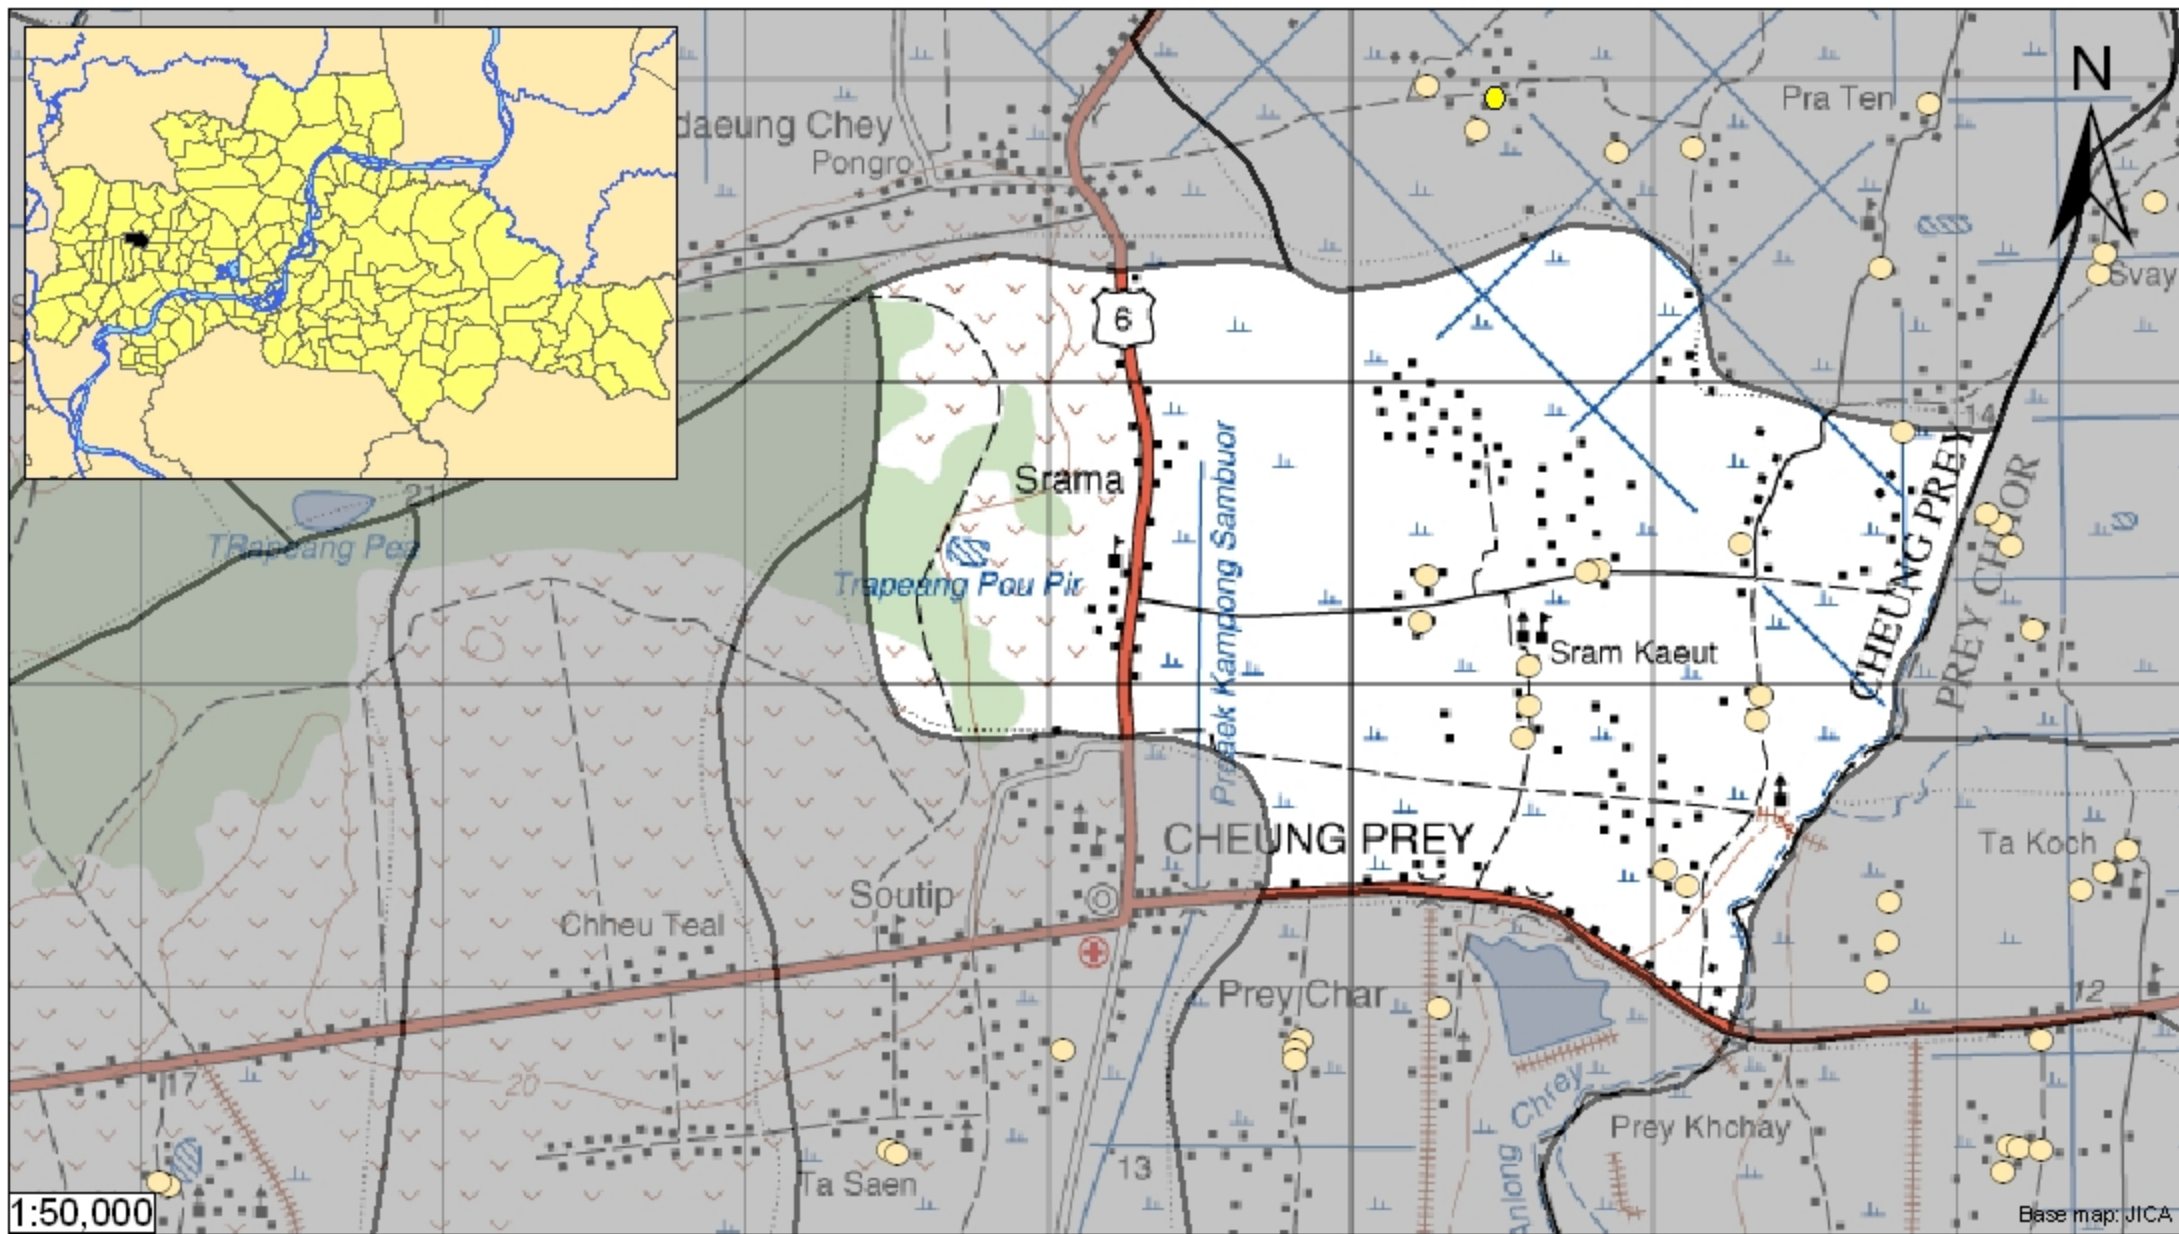 N
daeung Chey
Pongro
Pra Ten
Svay
6
14
21
TRapeang Pea
Srama
Trapeang Pou Pir
Preaek Kampong Sambuor
CHEUNG PREY
PREY CHOR
Sram Kaeut
CHEUNG PREY
Ta Koch
Soutip
Chheu Teal
Prey Char
12
17
20
Anlong Chrey
Prey Khchay
13
Ta Saen
1:50,000
Base map: JICA